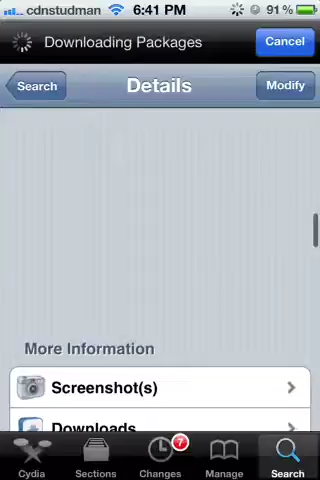 cdnstudman 6:41 PM 91%
Downloading Packages Cancel
Search Details Modify
More Information
Screenshot(s)
Downloads
7
Cydia Sections Changes Manage Search